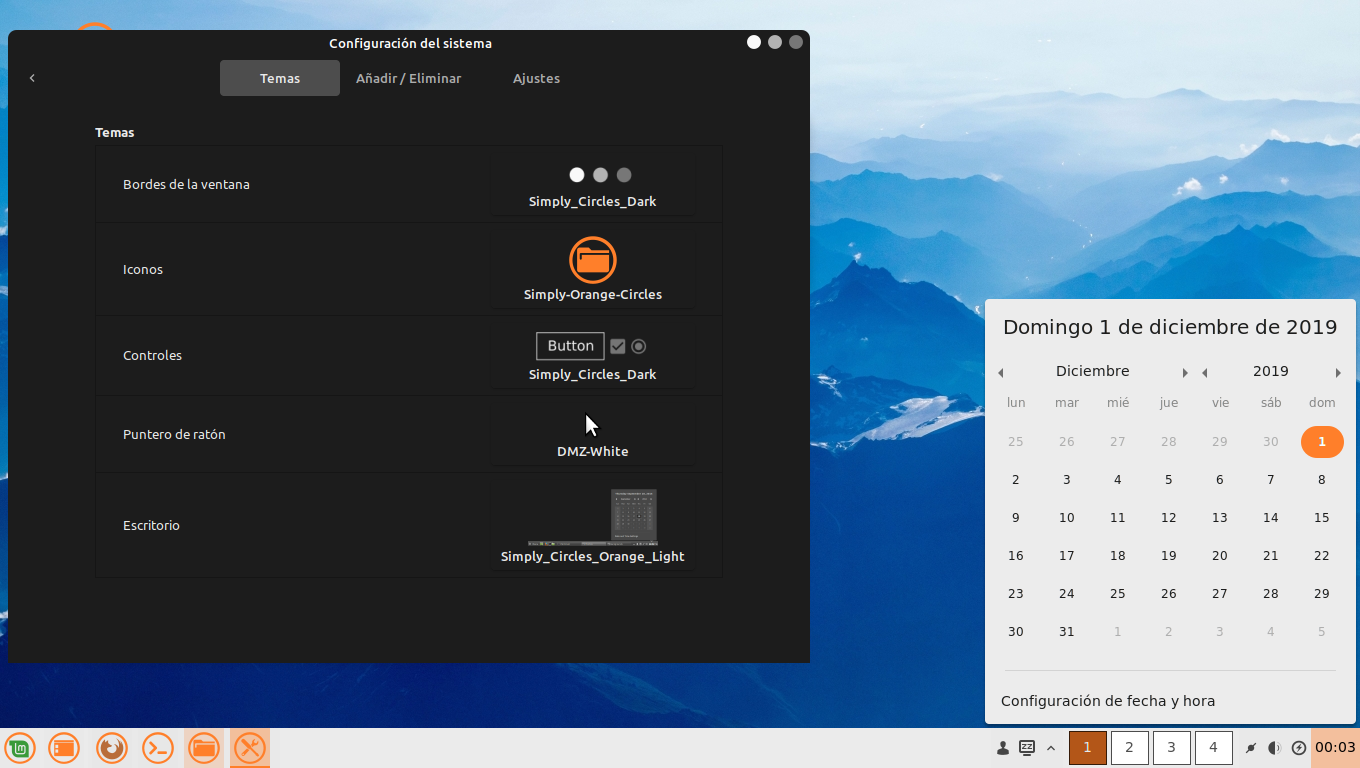 Configuración del sistema
Temas Añadir / Eliminar Ajustes
Temas
Bordes de la ventana
Simply_Circles_Dark
Iconos
Simply-Orange-Circles
Controles
Button
Simply_Circles_Dark
Puntero de ratón
DMZ-White
Escritorio
Simply_Circles_Orange_Light
Domingo 1 de diciembre de 2019
Diciembre 2019
lun mar mié jue vie sáb dom
25 26 27 28 29 30 1
2 3 4 5 6 7 8
9 10 11 12 13 14 15
16 17 18 19 20 21 22
23 24 25 26 27 28 29
30 31 1 2 3 4 5
Configuración de fecha y hora
zz 1 2 3 4 00:03